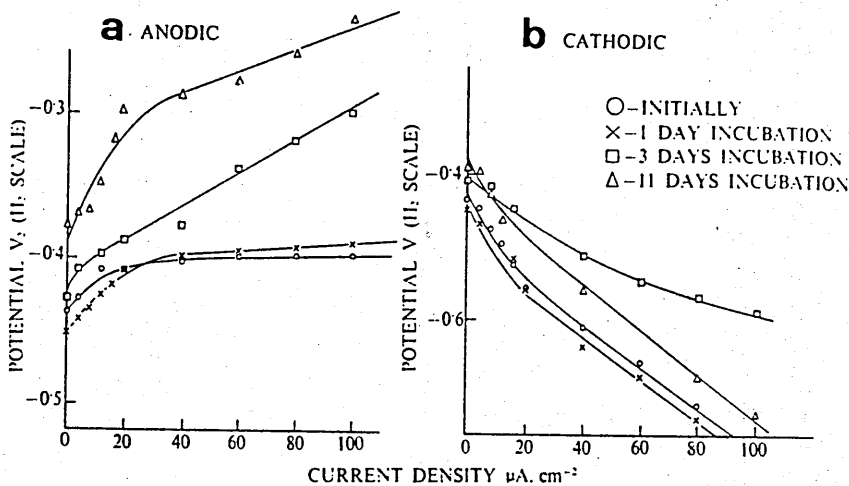 a ANODIC
POTENTIAL V, (H₂ SCALE)
-0·3
-0·4
-0·5
0 20 40 60 80 100
b CATHODIC
O-INITIALLY
×-1 DAY INCUBATION
□-3 DAYS INCUBATION
△-11 DAYS INCUBATION
POTENTIAL V (H₂ SCALE)
-0·4
-0·6
0 20 40 60 80 100
CURRENT DENSITY μA. cm⁻²